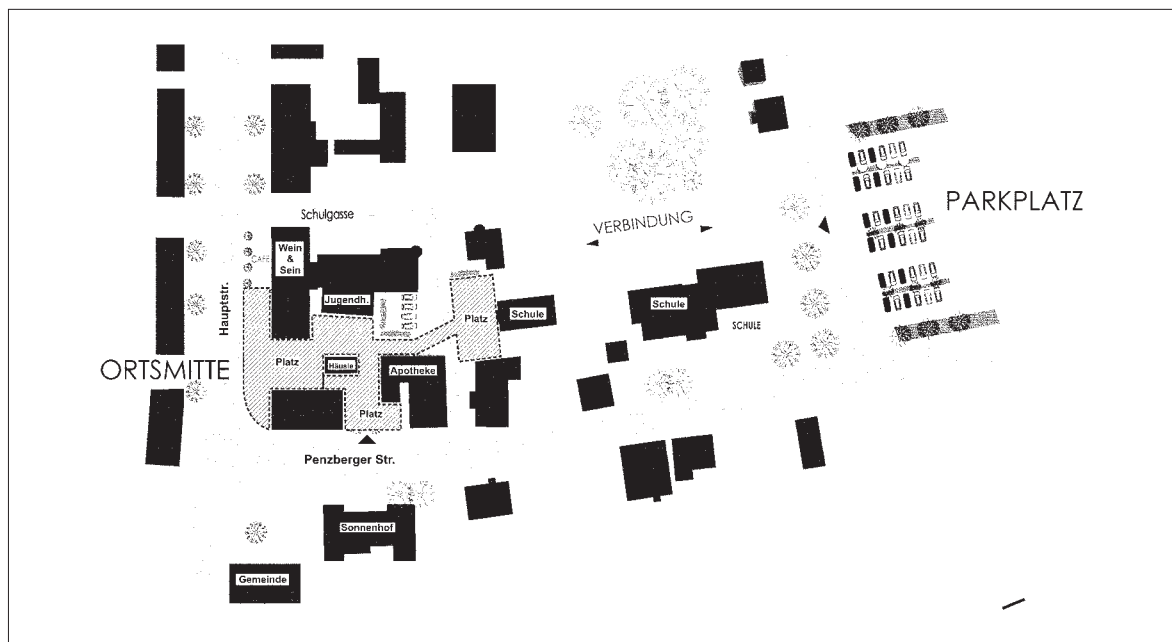 Schulgasse
VERBINDUNG
PARKPLATZ
Wein
&
Sein
CAFE
Hauptstr.
Jugendh.
Platz
Schule
Schule
SCHULE
ORTSMITTE
Platz
Häusle
Apotheke
Platz
Penzberger Str.
Sonnenhof
Gemeinde